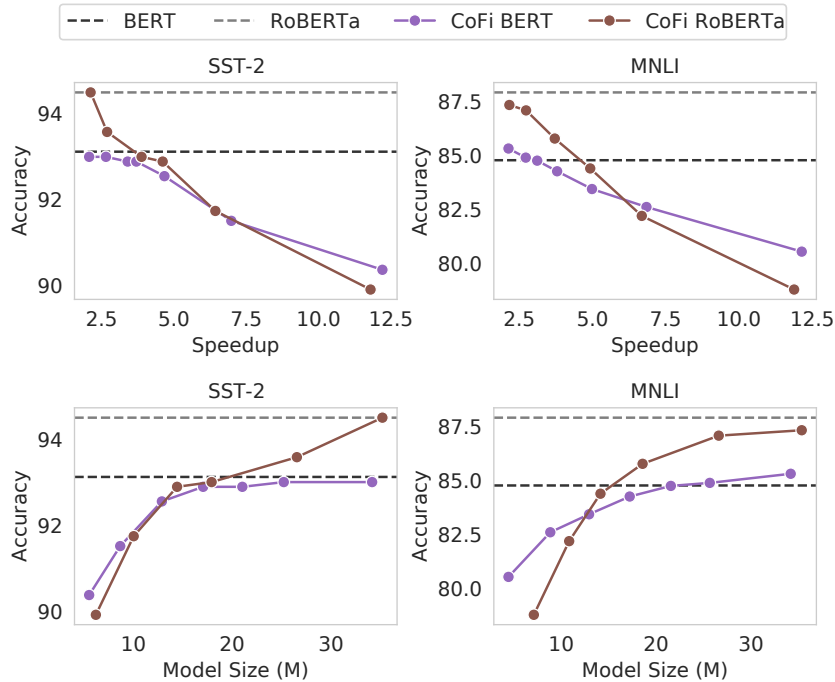 BERT RoBERTa CoFi BERT CoFi RoBERTa
SST-2 MNLI
94
92
90
Accuracy
2.5 5.0 7.5 10.0 12.5
Speedup
87.5
85.0
82.5
80.0
Accuracy
2.5 5.0 7.5 10.0 12.5
Speedup
SST-2 MNLI
94
92
90
Accuracy
10 20 30
Model Size (M)
87.5
85.0
82.5
80.0
Accuracy
10 20 30
Model Size (M)